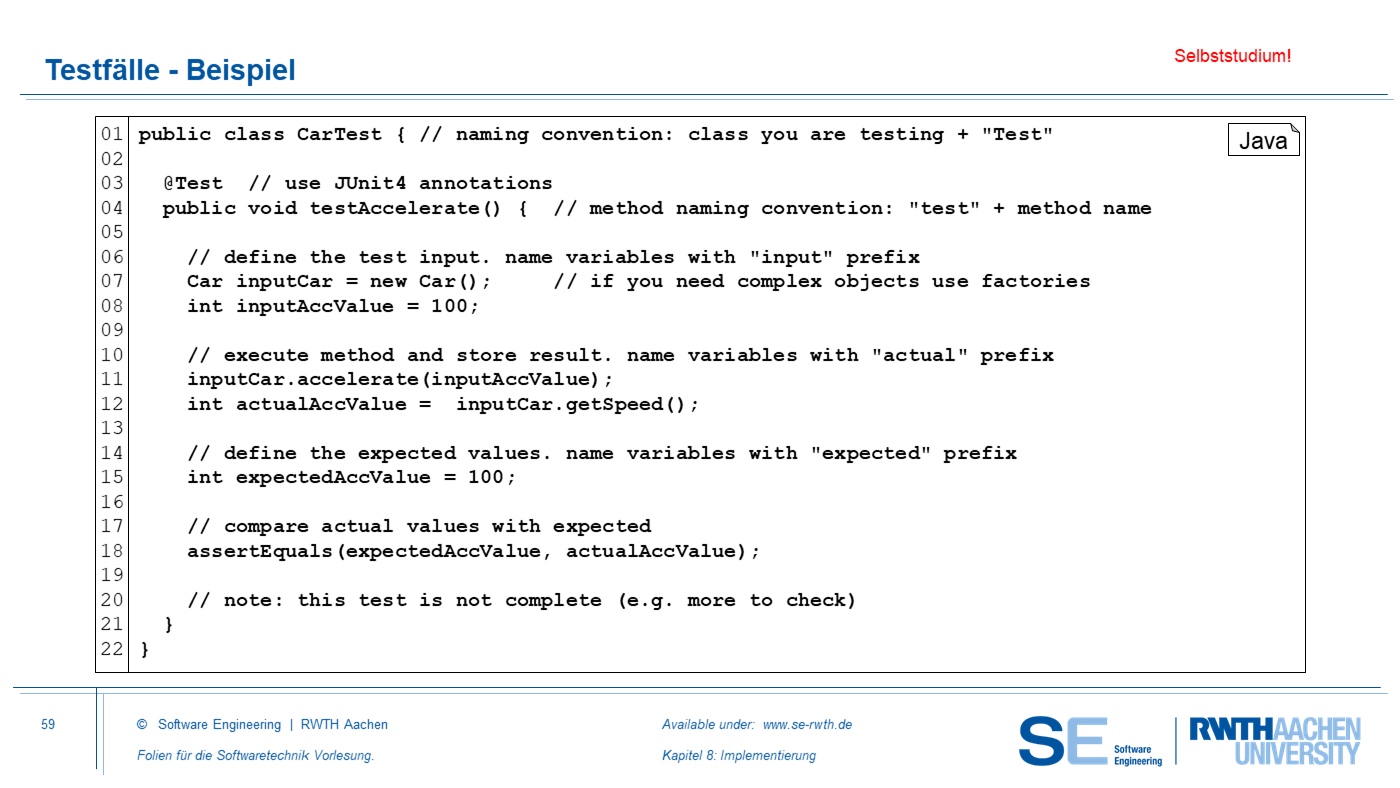 Testfälle - Beispiel
Selbststudium!
Java
01 public class CarTest { // naming convention: class you are testing + "Test"
02
03   @Test  // use JUnit4 annotations
04   public void testAccelerate() {  // method naming convention: "test" + method name
05
06     // define the test input. name variables with "input" prefix
07     Car inputCar = new Car();     // if you need complex objects use factories
08     int inputAccValue = 100;
09
10     // execute method and store result. name variables with "actual" prefix
11     inputCar.accelerate(inputAccValue);
12     int actualAccValue =  inputCar.getSpeed();
13
14     // define the expected values. name variables with "expected" prefix
15     int expectedAccValue = 100;
16
17     // compare actual values with expected
18     assertEquals(expectedAccValue, actualAccValue);
19
20     // note: this test is not complete (e.g. more to check)
21   }
22 }
59
© Software Engineering | RWTH Aachen
Folien für die Softwaretechnik Vorlesung.
Available under: www.se-rwth.de
Kapitel 8: Implementierung
SE Software
Engineering
RWTHAACHEN
UNIVERSITY